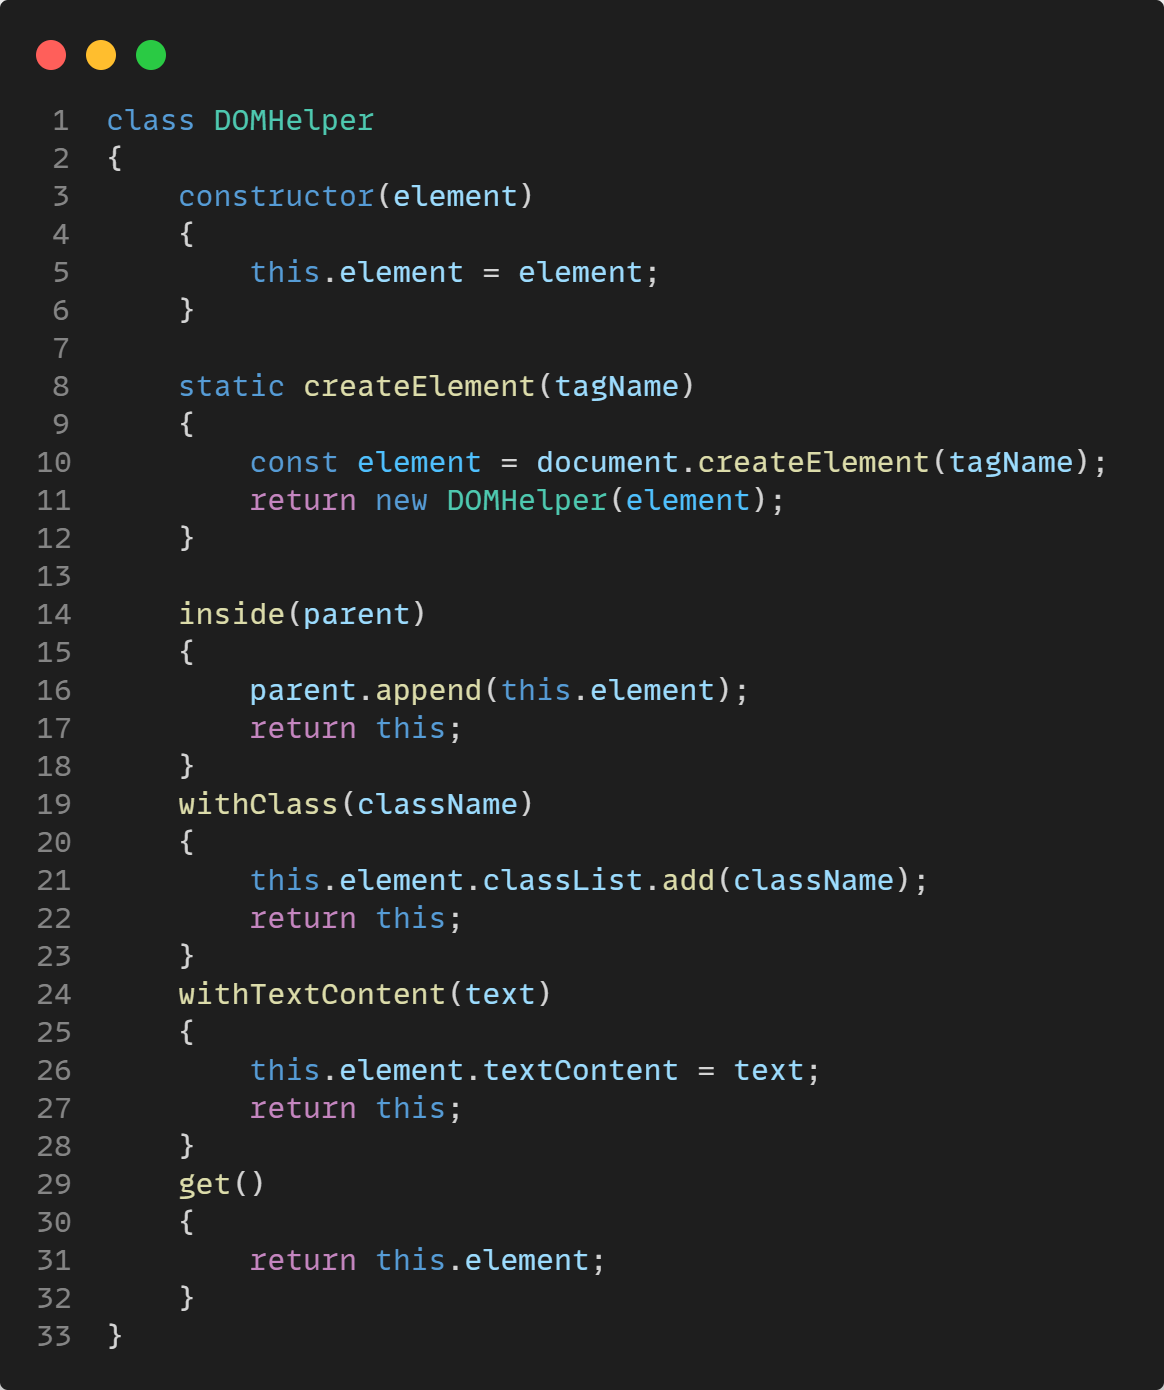 1 class DOMHelper
2 {
3     constructor(element)
4     {
5         this.element = element;
6     }
7
8     static createElement(tagName)
9     {
10         const element = document.createElement(tagName);
11         return new DOMHelper(element);
12     }
13
14     inside(parent)
15     {
16         parent.append(this.element);
17         return this;
18     }
19     withClass(className)
20     {
21         this.element.classList.add(className);
22         return this;
23     }
24     withTextContent(text)
25     {
26         this.element.textContent = text;
27         return this;
28     }
29     get()
30     {
31         return this.element;
32     }
33 }